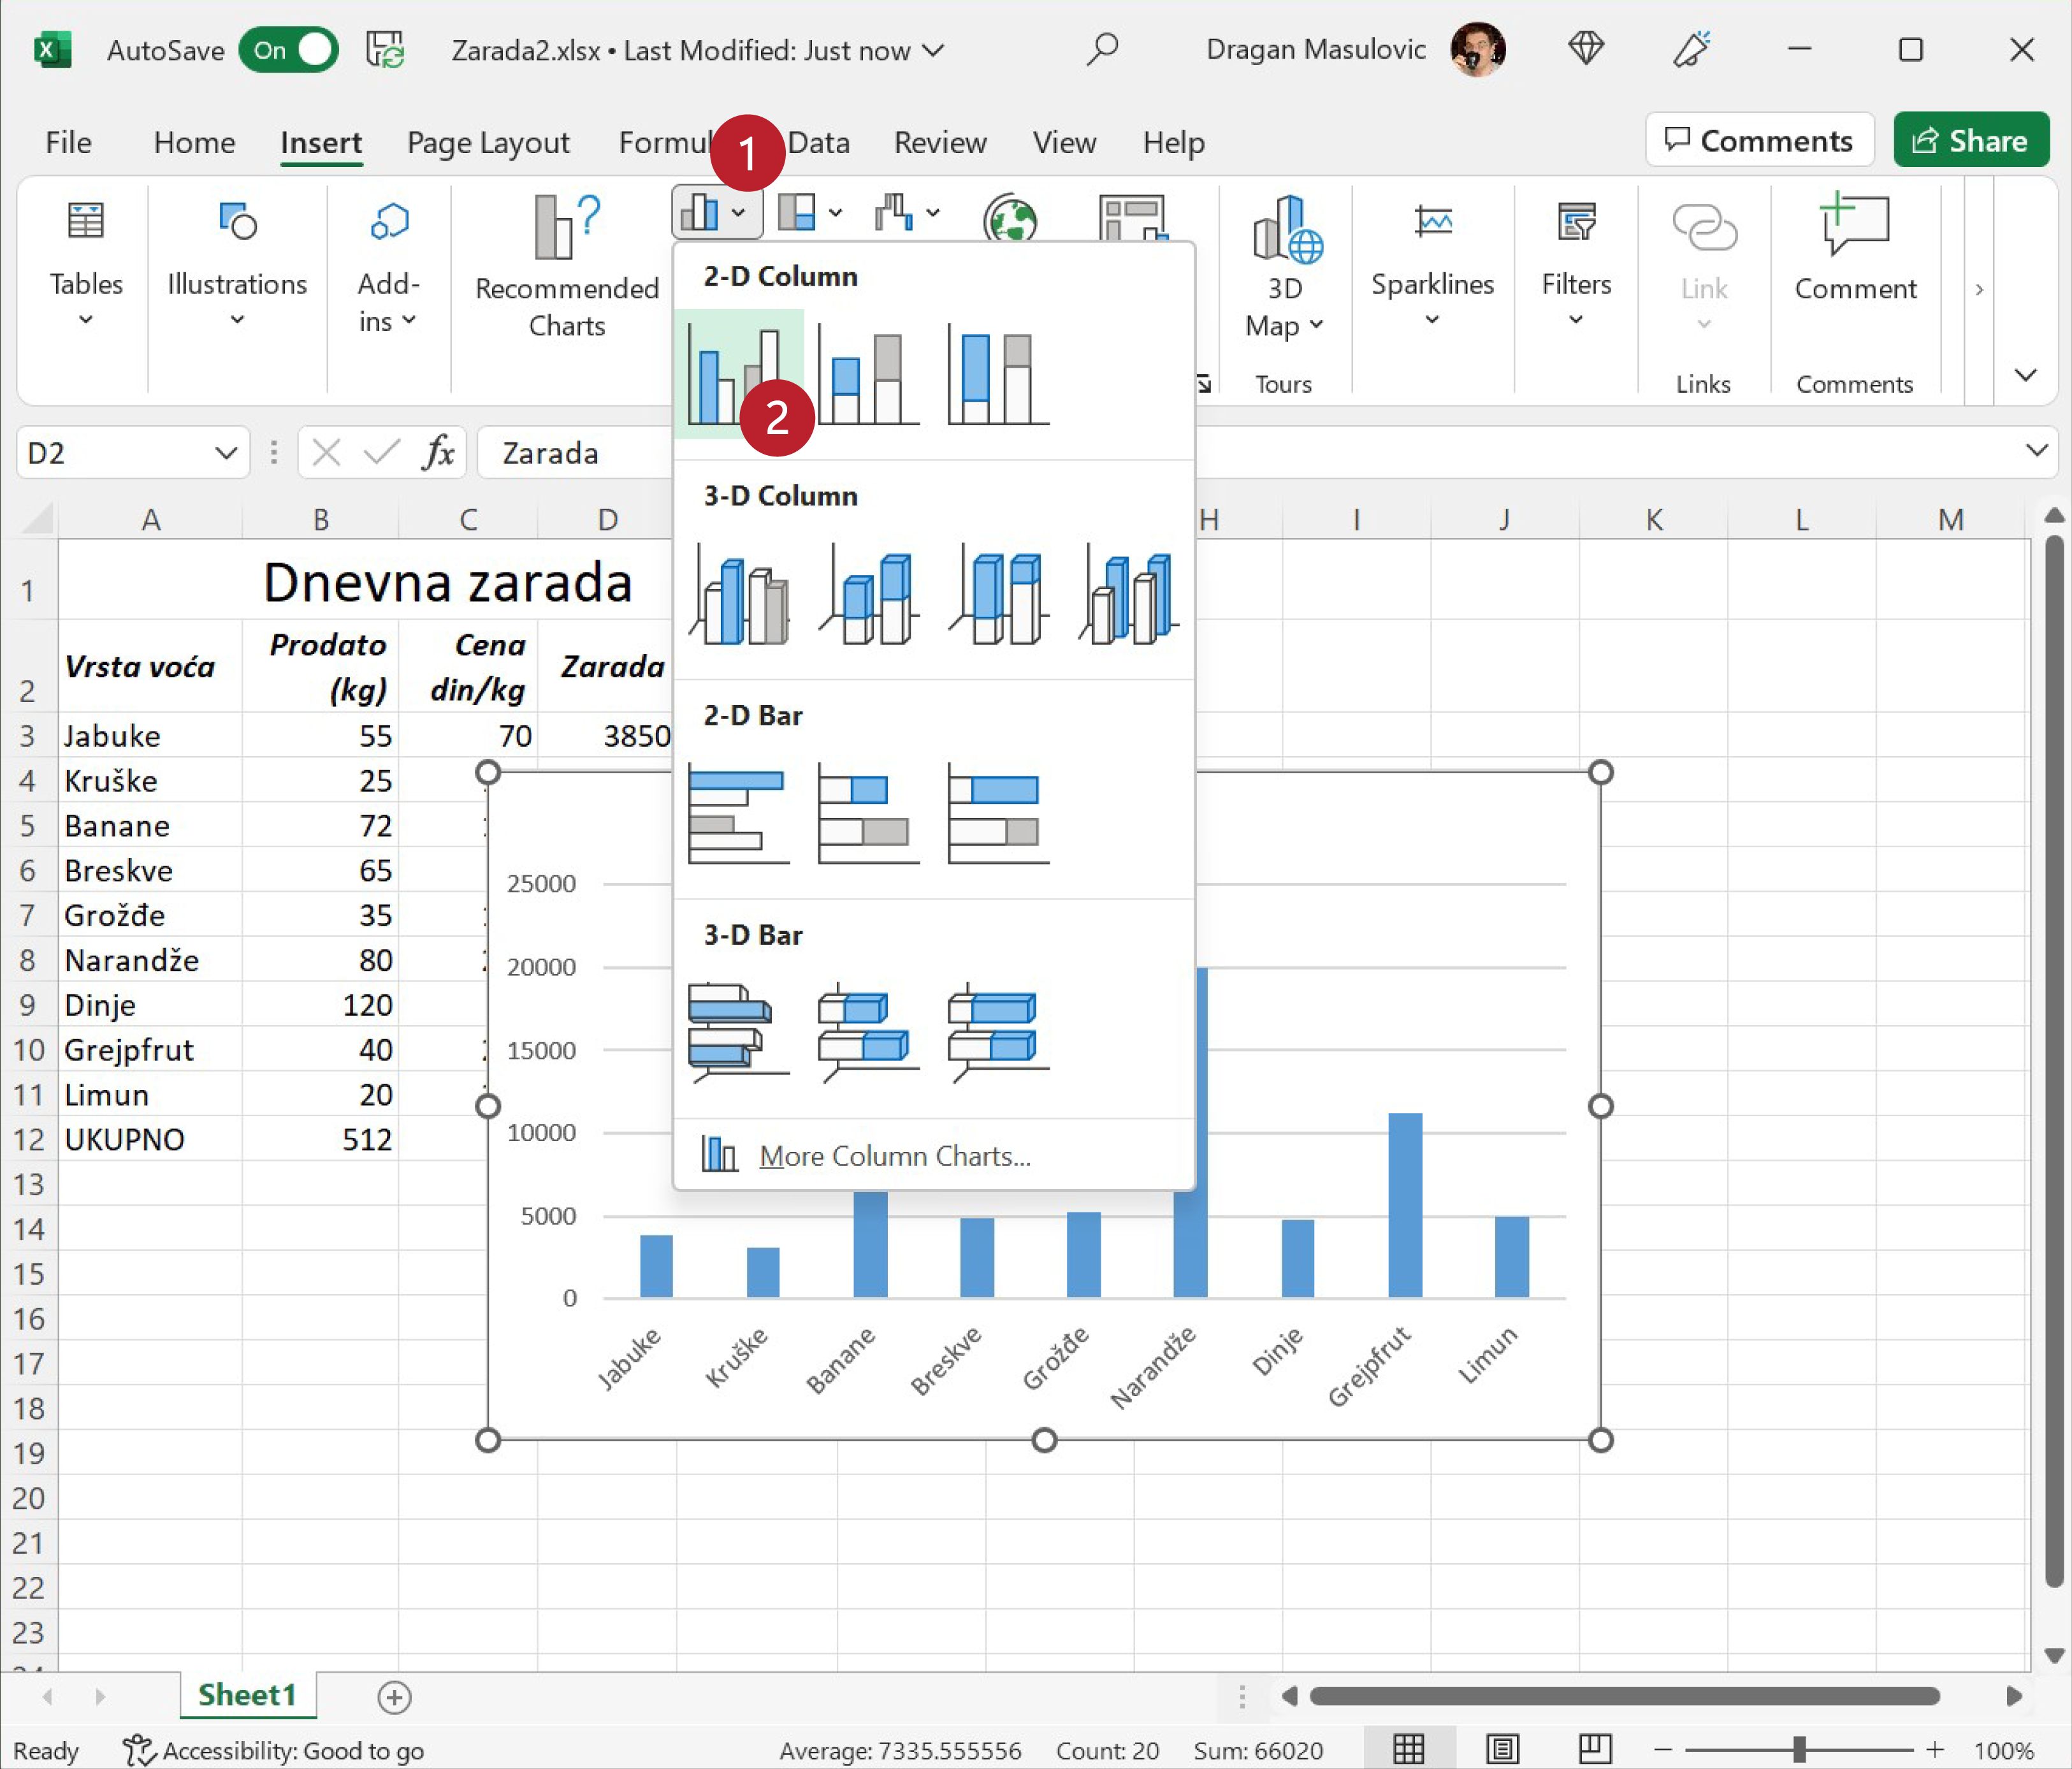 AutoSave On Zarada2.xlsx • Last Modified: Just now Dragan Masulovic
File Home Insert Page Layout Formul Data Review View Help Comments Share
1
Tables
Illustrations
Add-
ins
Recommended
Charts
3D
Map
Tours
Sparklines
Filters
Link
Links
Comment
Comments
2-D Column
2
3-D Column
2-D Bar
3-D Bar
More Column Charts...
D2 fx Zarada
A B C D H I J K L M
1 Dnevna zarada
2 Vrsta voća Prodato (kg) Cena din/kg Zarada
3 Jabuke 55 70 3850
4 Kruške 25
5 Banane 72
6 Breskve 65
7 Grožđe 35
8 Narandže 80
9 Dinje 120
10 Grejpfrut 40
11 Limun 20
12 UKUPNO 512
13
14
15
16
17
18
19
20
21
22
23
25000
20000
15000
10000
5000
0
Jabuke Kruške Banane Breskve Grožđe Narandže Dinje Grejpfrut Limun
Sheet1
Ready Accessibility: Good to go Average: 7335.555556 Count: 20 Sum: 66020 100%